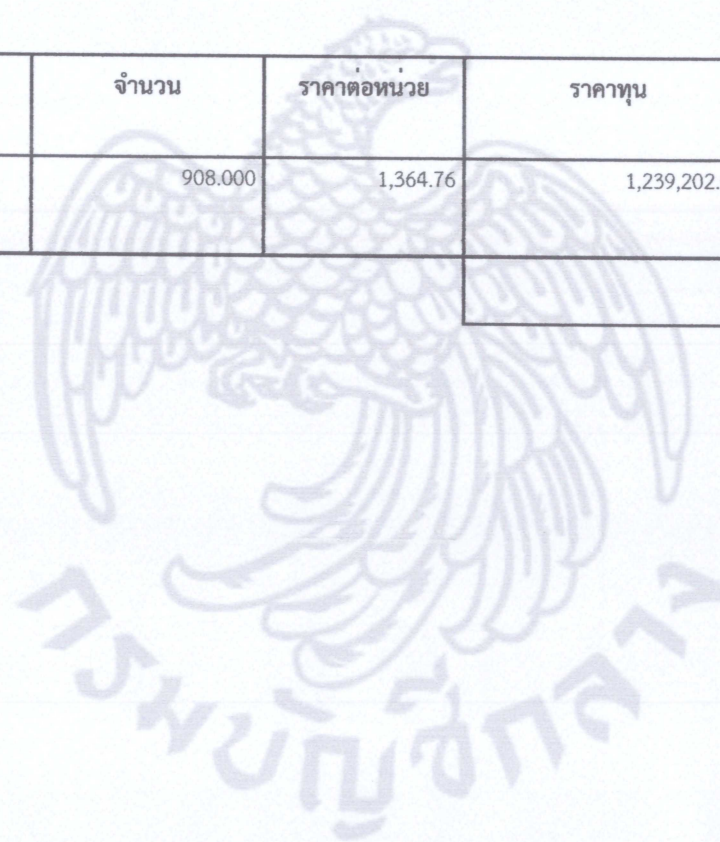 จำนวน ราคาต่อหน่วย ราคาทุน
908.000 1,364.76 1,239,202.
กรมบัญชีกลาง